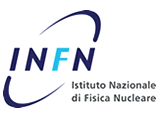 INFN
Istituto Nazionale
di Fisica Nucleare